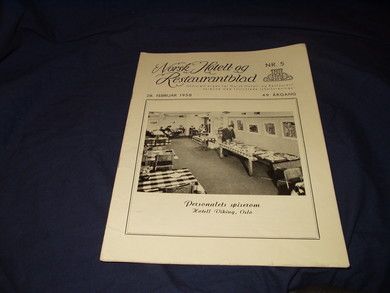 Norsk Hotell og
Restaurantblad
NR. 5
28. FEBRUAR 1958
49. ÅRGANG
Personalets spiserom
Hotell Viking, Oslo